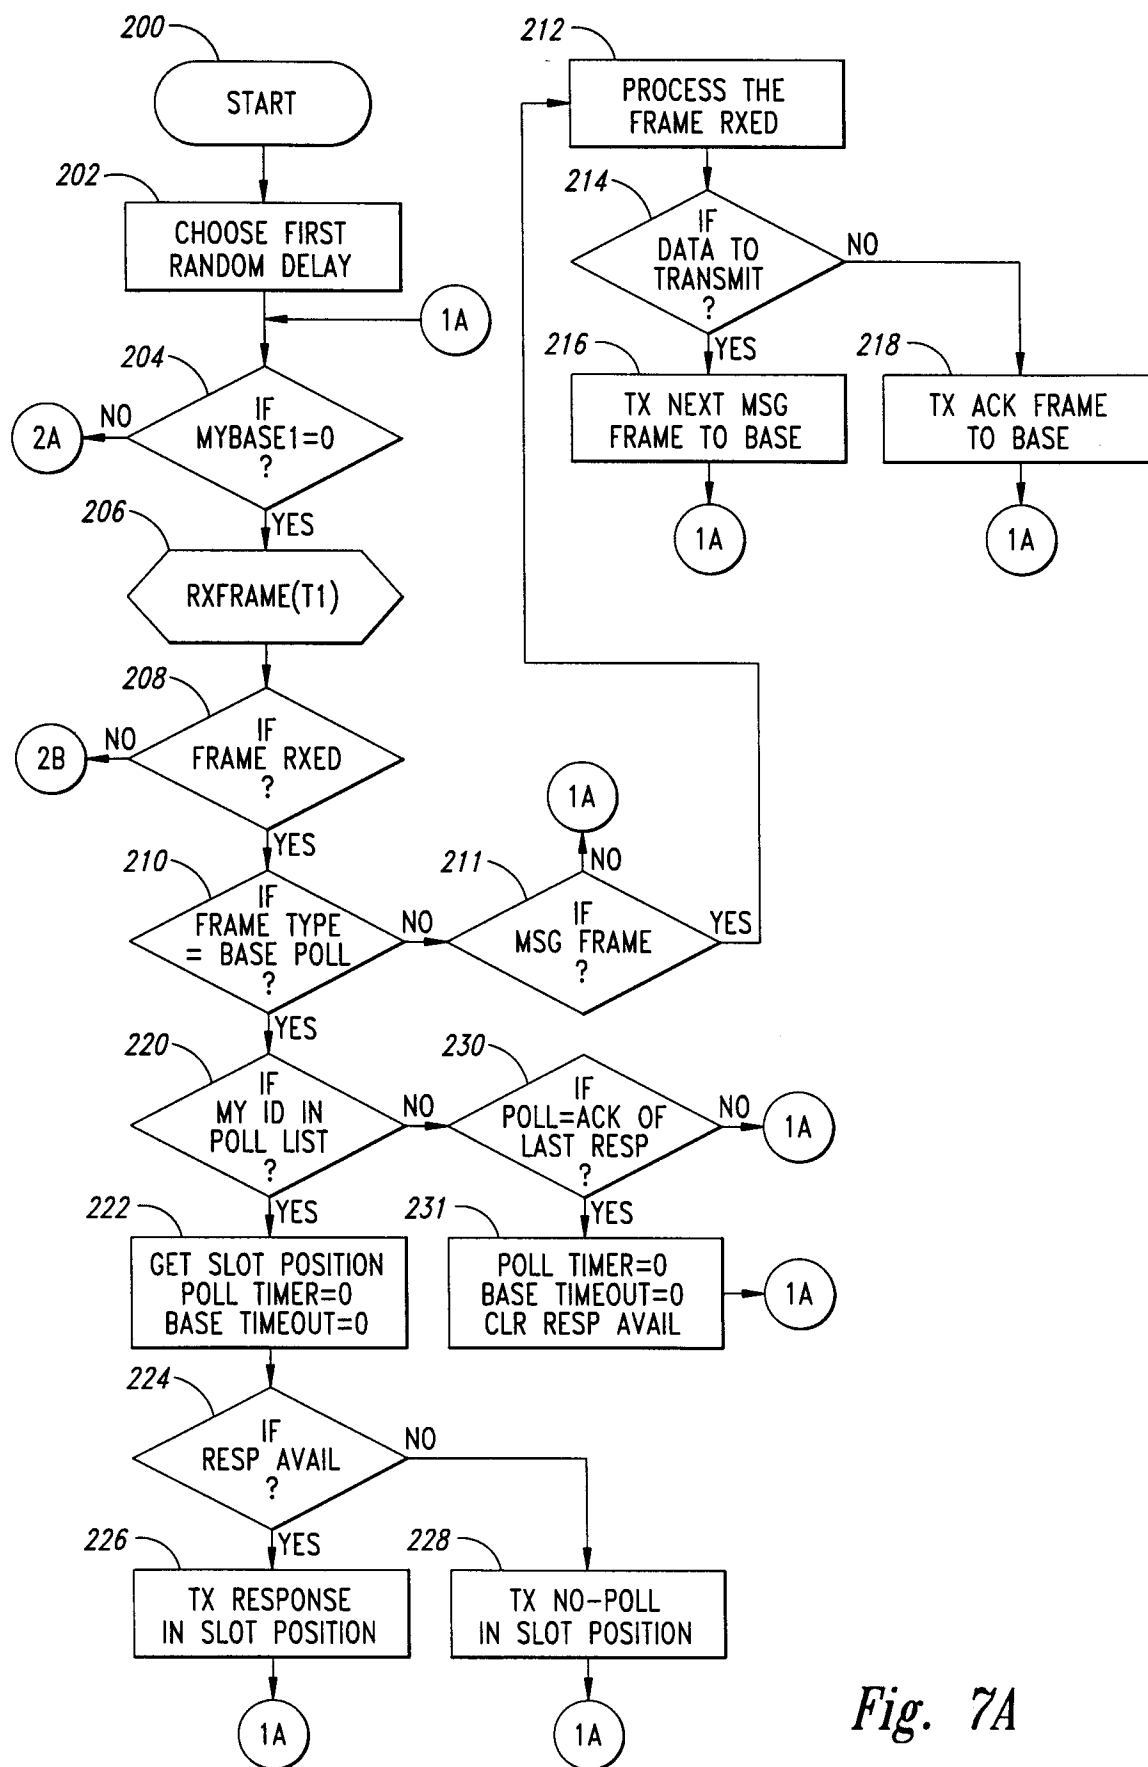 200
START
202
CHOOSE FIRST
RANDOM DELAY
1A
204
IF
MYBASE1=0
?
NO
2A
YES
206
RXFRAME(T1)
208
IF
FRAME RXED
?
NO
2B
YES
210
IF
FRAME TYPE
= BASE POLL
?
NO
YES
211
IF
MSG FRAME
?
NO
1A
YES
212
PROCESS THE
FRAME RXED
214
IF
DATA TO
TRANSMIT
?
NO
YES
216
TX NEXT MSG
FRAME TO BASE
1A
218
TX ACK FRAME
TO BASE
1A
220
IF
MY ID IN
POLL LIST
?
NO
YES
230
IF
POLL=ACK OF
LAST RESP
?
NO
1A
YES
231
POLL TIMER=0
BASE TIMEOUT=0
CLR RESP AVAIL
1A
222
GET SLOT POSITION
POLL TIMER=0
BASE TIMEOUT=0
224
IF
RESP AVAIL
?
NO
YES
226
TX RESPONSE
IN SLOT POSITION
1A
228
TX NO-POLL
IN SLOT POSITION
1A
Fig. 7A